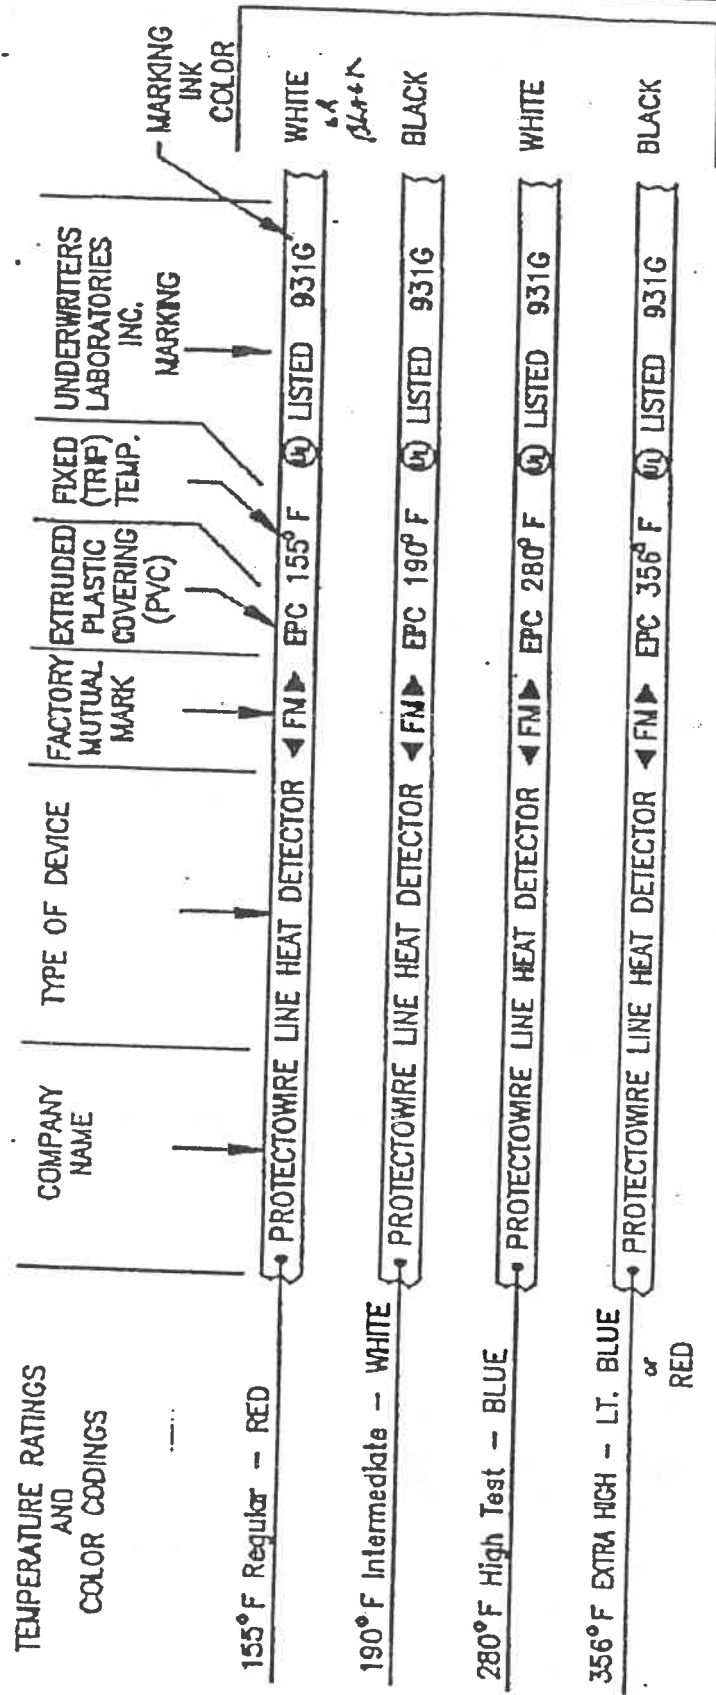 TEMPERATURE RATINGS
AND
COLOR CODINGS
COMPANY
NAME
TYPE OF DEVICE
FACTORY
MUTUAL
MARK
EXTRUDED
PLASTIC
COVERING
(PVC)
FIXED
(TRIP)
TEMP.
UNDERWRITERS
LABORATORIES
INC.
MARKING
MARKING
INK
COLOR
155°F Regular — RED
PROTECTOWIRE LINE HEAT DETECTOR ◄FM► EPC 155°F UL LISTED 931G
WHITE
or
BLACK
190°F Intermediate — WHITE
PROTECTOWIRE LINE HEAT DETECTOR ◄FM► EPC 190°F UL LISTED 931G
BLACK
280°F High Test — BLUE
PROTECTOWIRE LINE HEAT DETECTOR ◄FM► EPC 280°F UL LISTED 931G
WHITE
356°F EXTRA HIGH — LT. BLUE
or
RED
PROTECTOWIRE LINE HEAT DETECTOR ◄FM► EPC 356°F UL LISTED 931G
BLACK